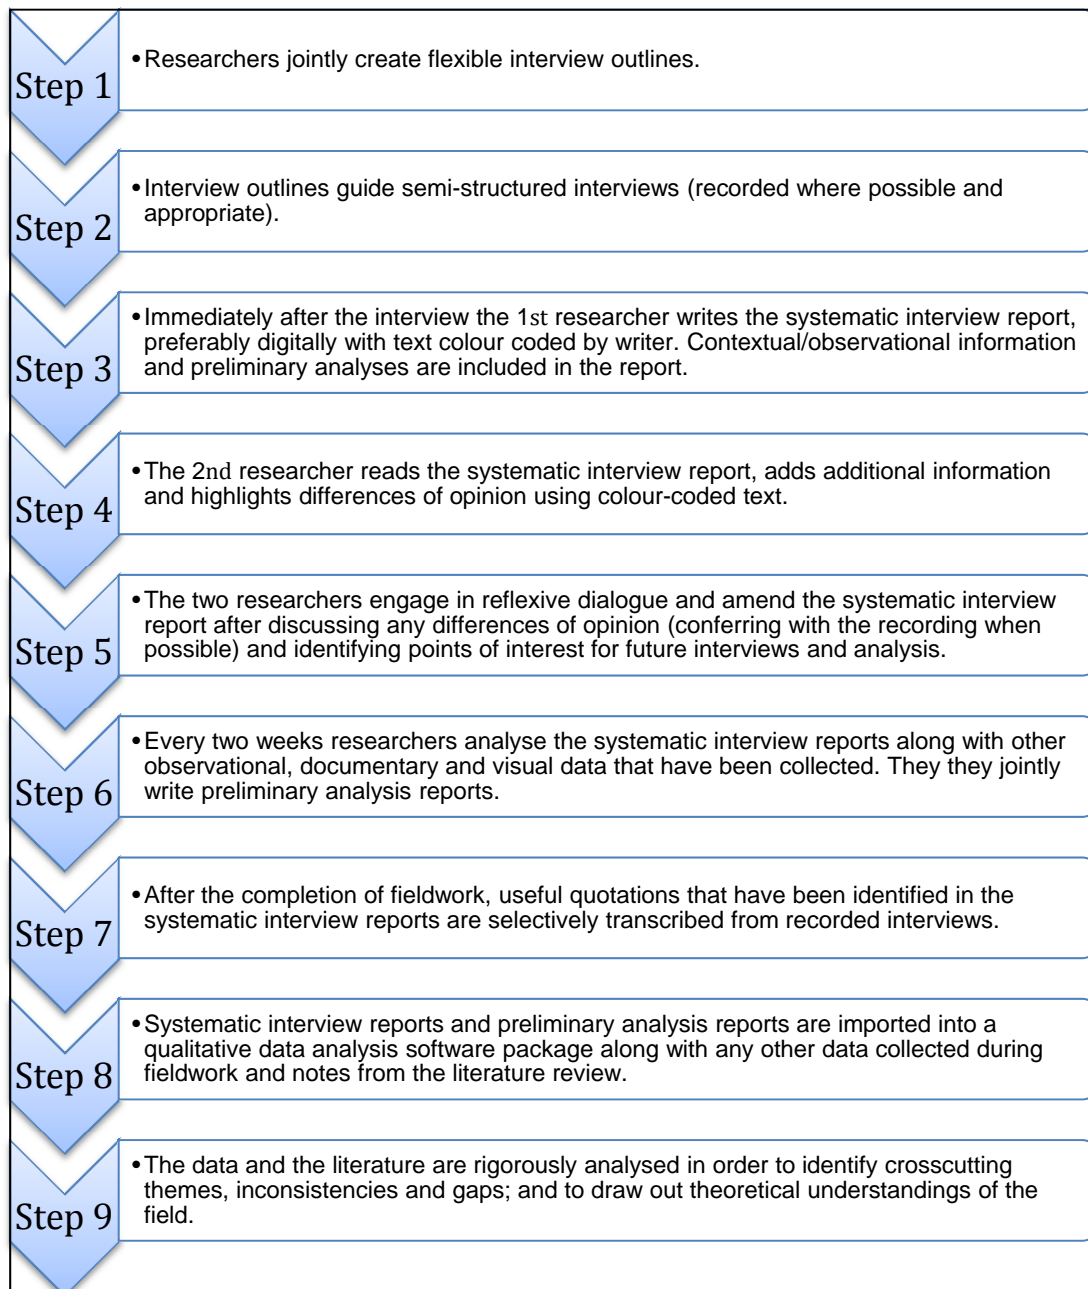 Step 1
•Researchers jointly create flexible interview outlines.
Step 2
•Interview outlines guide semi-structured interviews (recorded where possible and
appropriate).
Step 3
•Immediately after the interview the 1st researcher writes the systematic interview report,
preferably digitally with text colour coded by writer. Contextual/observational information
and preliminary analyses are included in the report.
Step 4
•The 2nd researcher reads the systematic interview report, adds additional information
and highlights differences of opinion using colour-coded text.
Step 5
•The two researchers engage in reflexive dialogue and amend the systematic interview
report after discussing any differences of opinion (conferring with the recording when
possible) and identifying points of interest for future interviews and analysis.
Step 6
•Every two weeks researchers analyse the systematic interview reports along with other
observational, documentary and visual data that have been collected. They they jointly
write preliminary analysis reports.
Step 7
•After the completion of fieldwork, useful quotations that have been identified in the
systematic interview reports are selectively transcribed from recorded interviews.
Step 8
•Systematic interview reports and preliminary analysis reports are imported into a
qualitative data analysis software package along with any other data collected during
fieldwork and notes from the literature review.
Step 9
•The data and the literature are rigorously analysed in order to identify crosscutting
themes, inconsistencies and gaps; and to draw out theoretical understandings of the
field.